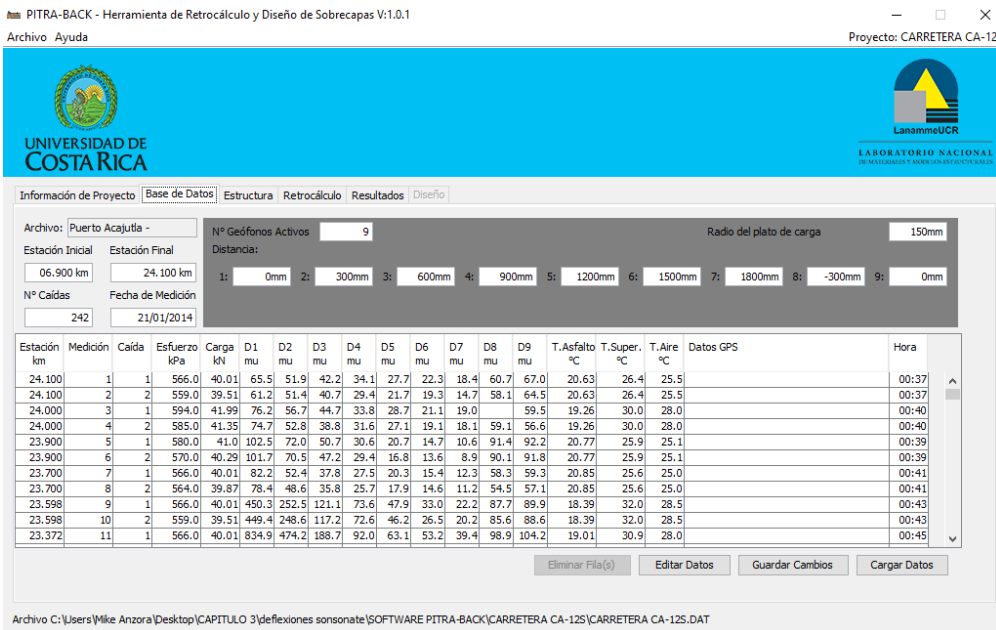 PITRA-BACK - Herramienta de Retrocálculo y Diseño de Sobrecapas V:1.0.1
Archivo Ayuda Proyecto: CARRETERA CA-12S
UNIVERSIDAD DE
COSTA RICA
LanammeUCR
LABORATORIO NACIONAL
DE MATERIALES Y MODELOS ESTRUCTURALES
Información de Proyecto Base de Datos Estructura Retrocálculo Resultados Diseño
Archivo: Puerto Acajutla - Nº Geófonos Activos 9 Radio del plato de carga 150mm
Estación Inicial Estación Final Distancia:
06.900 km 24.100 km 1: 0mm 2: 300mm 3: 600mm 4: 900mm 5: 1200mm 6: 1500mm 7: 1800mm 8: -300mm 9: 0mm
Nº Caídas Fecha de Medición
242 21/01/2014
Estación Medición Caída Esfuerzo Carga D1 D2 D3 D4 D5 D6 D7 D8 D9 T.Asfalto T.Super. T.Aire Datos GPS Hora
km kPa kN mu mu mu mu mu mu mu mu mu ºC ºC ºC
24.100 1 1 566.0 40.01 65.5 51.9 42.2 34.1 27.7 22.3 18.4 60.7 67.0 20.63 26.4 25.5 00:37
24.100 2 2 559.0 39.51 61.2 51.4 40.7 29.4 21.7 19.3 14.7 58.1 64.5 20.63 26.4 25.5 00:37
24.000 3 1 594.0 41.99 76.2 56.7 44.7 33.8 28.7 21.1 19.0 59.5 19.26 30.0 28.0 00:40
24.000 4 2 585.0 41.35 74.7 52.8 38.8 31.6 27.1 19.1 18.1 59.1 56.6 19.26 30.0 28.0 00:40
23.900 5 1 580.0 41.0 102.5 72.0 50.7 30.6 20.7 14.7 10.6 91.4 92.2 20.77 25.9 25.1 00:39
23.900 6 2 570.0 40.29 101.7 70.5 47.2 29.4 16.8 13.6 8.9 90.1 91.8 20.77 25.9 25.1 00:39
23.700 7 1 566.0 40.01 82.2 52.4 37.8 27.5 20.3 15.4 12.3 58.3 59.3 20.85 25.6 25.0 00:41
23.700 8 2 564.0 39.87 78.4 48.6 35.8 25.7 17.9 14.6 11.2 54.5 57.1 20.85 25.6 25.0 00:41
23.598 9 1 566.0 40.01 450.3 252.5 121.1 73.6 47.9 33.0 22.2 87.7 89.9 18.39 32.0 28.5 00:43
23.598 10 2 559.0 39.51 449.4 248.6 117.2 72.6 46.2 26.5 20.2 85.6 88.6 18.39 32.0 28.5 00:43
23.372 11 1 566.0 40.01 834.9 474.2 188.7 92.0 63.1 53.2 39.4 98.9 104.2 19.01 30.9 28.0 00:45
Eliminar Fila(s) Editar Datos Guardar Cambios Cargar Datos
Archivo C:\Users\Mike Anzora\Desktop\CAPITULO 3\deflexiones sonsonate\SOFTWARE PITRA-BACK\CARRETERA CA-12S\CARRETERA CA-12S.DAT